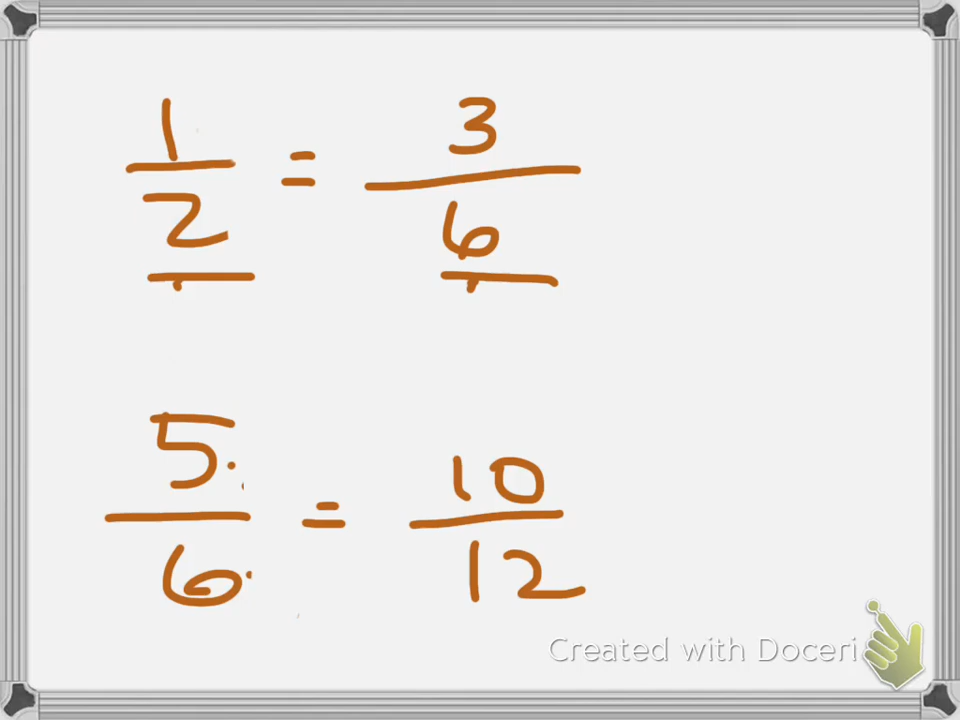 1/2 = 3/6
5/6 = 10/12
Created with Doceri